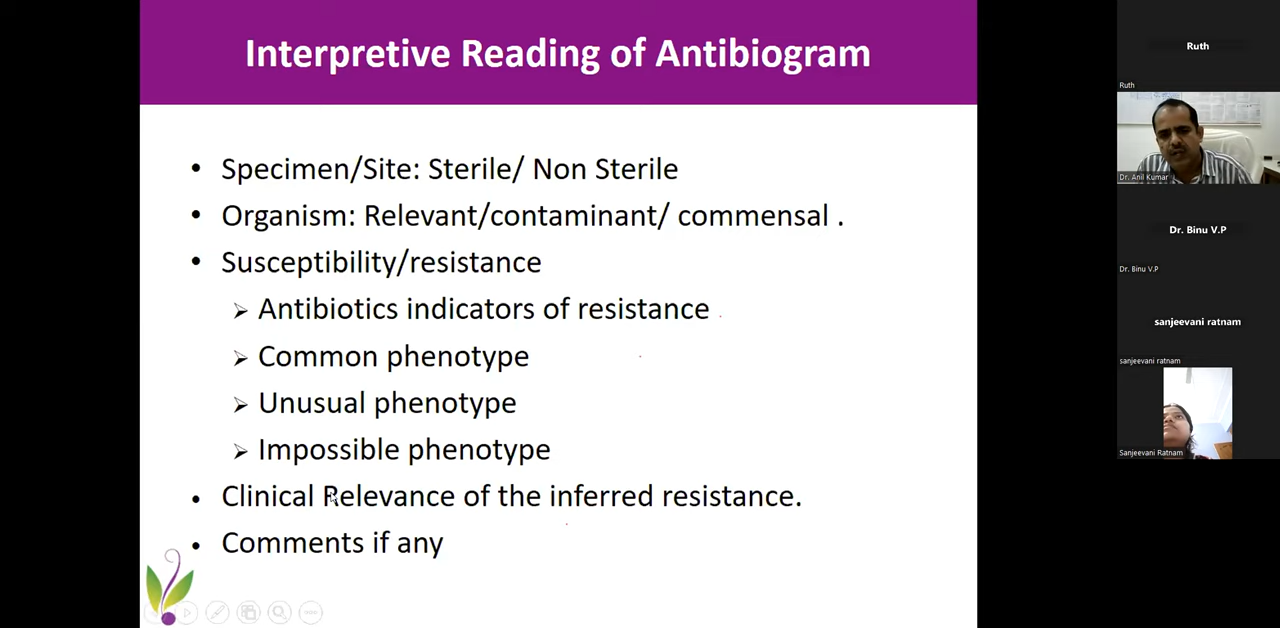 Interpretive Reading of Antibiogram
• Specimen/Site: Sterile/ Non Sterile
• Organism: Relevant/contaminant/ commensal .
• Susceptibility/resistance
➢ Antibiotics indicators of resistance
➢ Common phenotype
➢ Unusual phenotype
➢ Impossible phenotype
• Clinical Relevance of the inferred resistance.
• Comments if any
Ruth
Ruth
Dr. Anil Kumar
Dr. Binu V.P
Dr. Binu V.P
sanjeevani ratnam
sanjeevani ratnam
Sanjeevani Ratnam